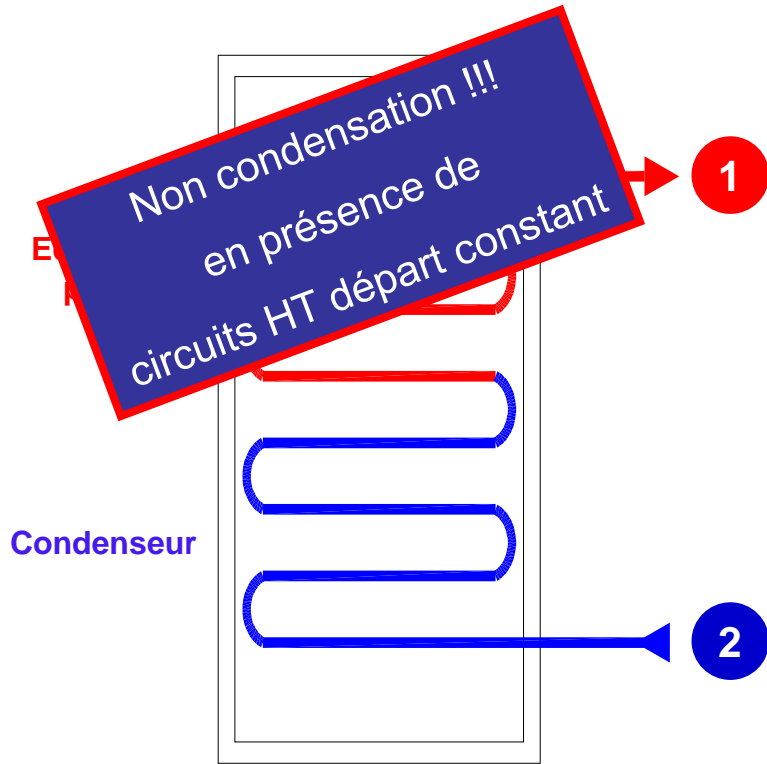 Non condensation !!!
en présence de
circuits HT départ constant
1
Condenseur
2